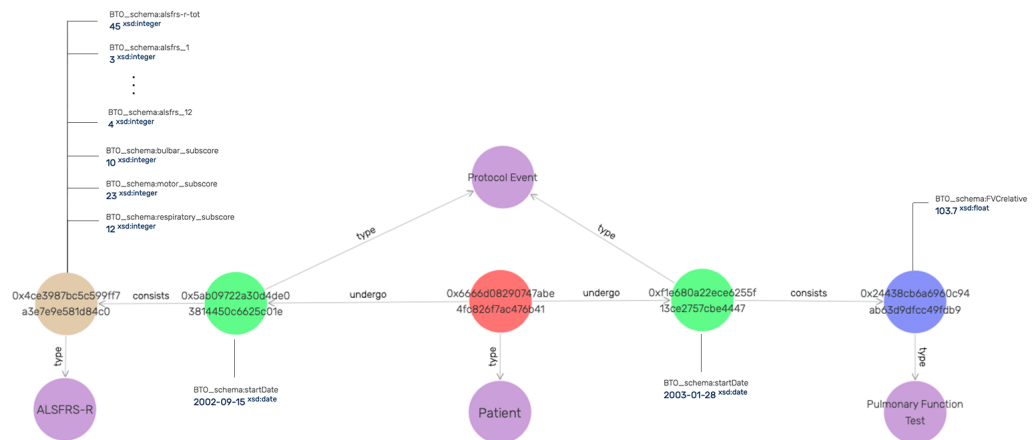 BTO_schema:alsfrs-r-tot
45 xsd:integer
BTO_schema:alsfrs_1
3 xsd:integer
BTO_schema:alsfrs_12
4 xsd:integer
BTO_schema:bulbar_subscore
10 xsd:integer
BTO_schema:motor_subscore
23 xsd:integer
BTO_schema:respiratory_subscore
12 xsd:integer
Protocol Event
BTO_schema:FVCrelative
103.7 xsd:float
type
type
0x4ce3987bc5c599ff7
a3e7e9e581d84c0
consists
0x5ab09722a30d4de0
3814450c6625c01e
undergo
0x6666d08290747abe
4fc826f7ac476b41
undergo
0xf1e680a22ece6255f
13ce2757cbe4447
consists
0x24438cb6a6960c94
ab63d9dfcc49fdb9
type
type
type
BTO_schema:startDate
2002-09-15 xsd:date
BTO_schema:startDate
2003-01-28 xsd:date
ALSFRS-R
Patient
Pulmonary Function
Test